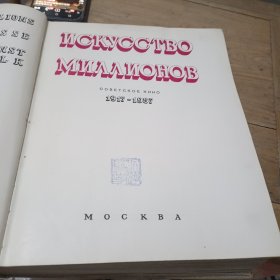 ИСКУССТВО
МИЛЛИОНОВ
СОВЕТСКОЕ КИНО
1917-1957
МОСКВА